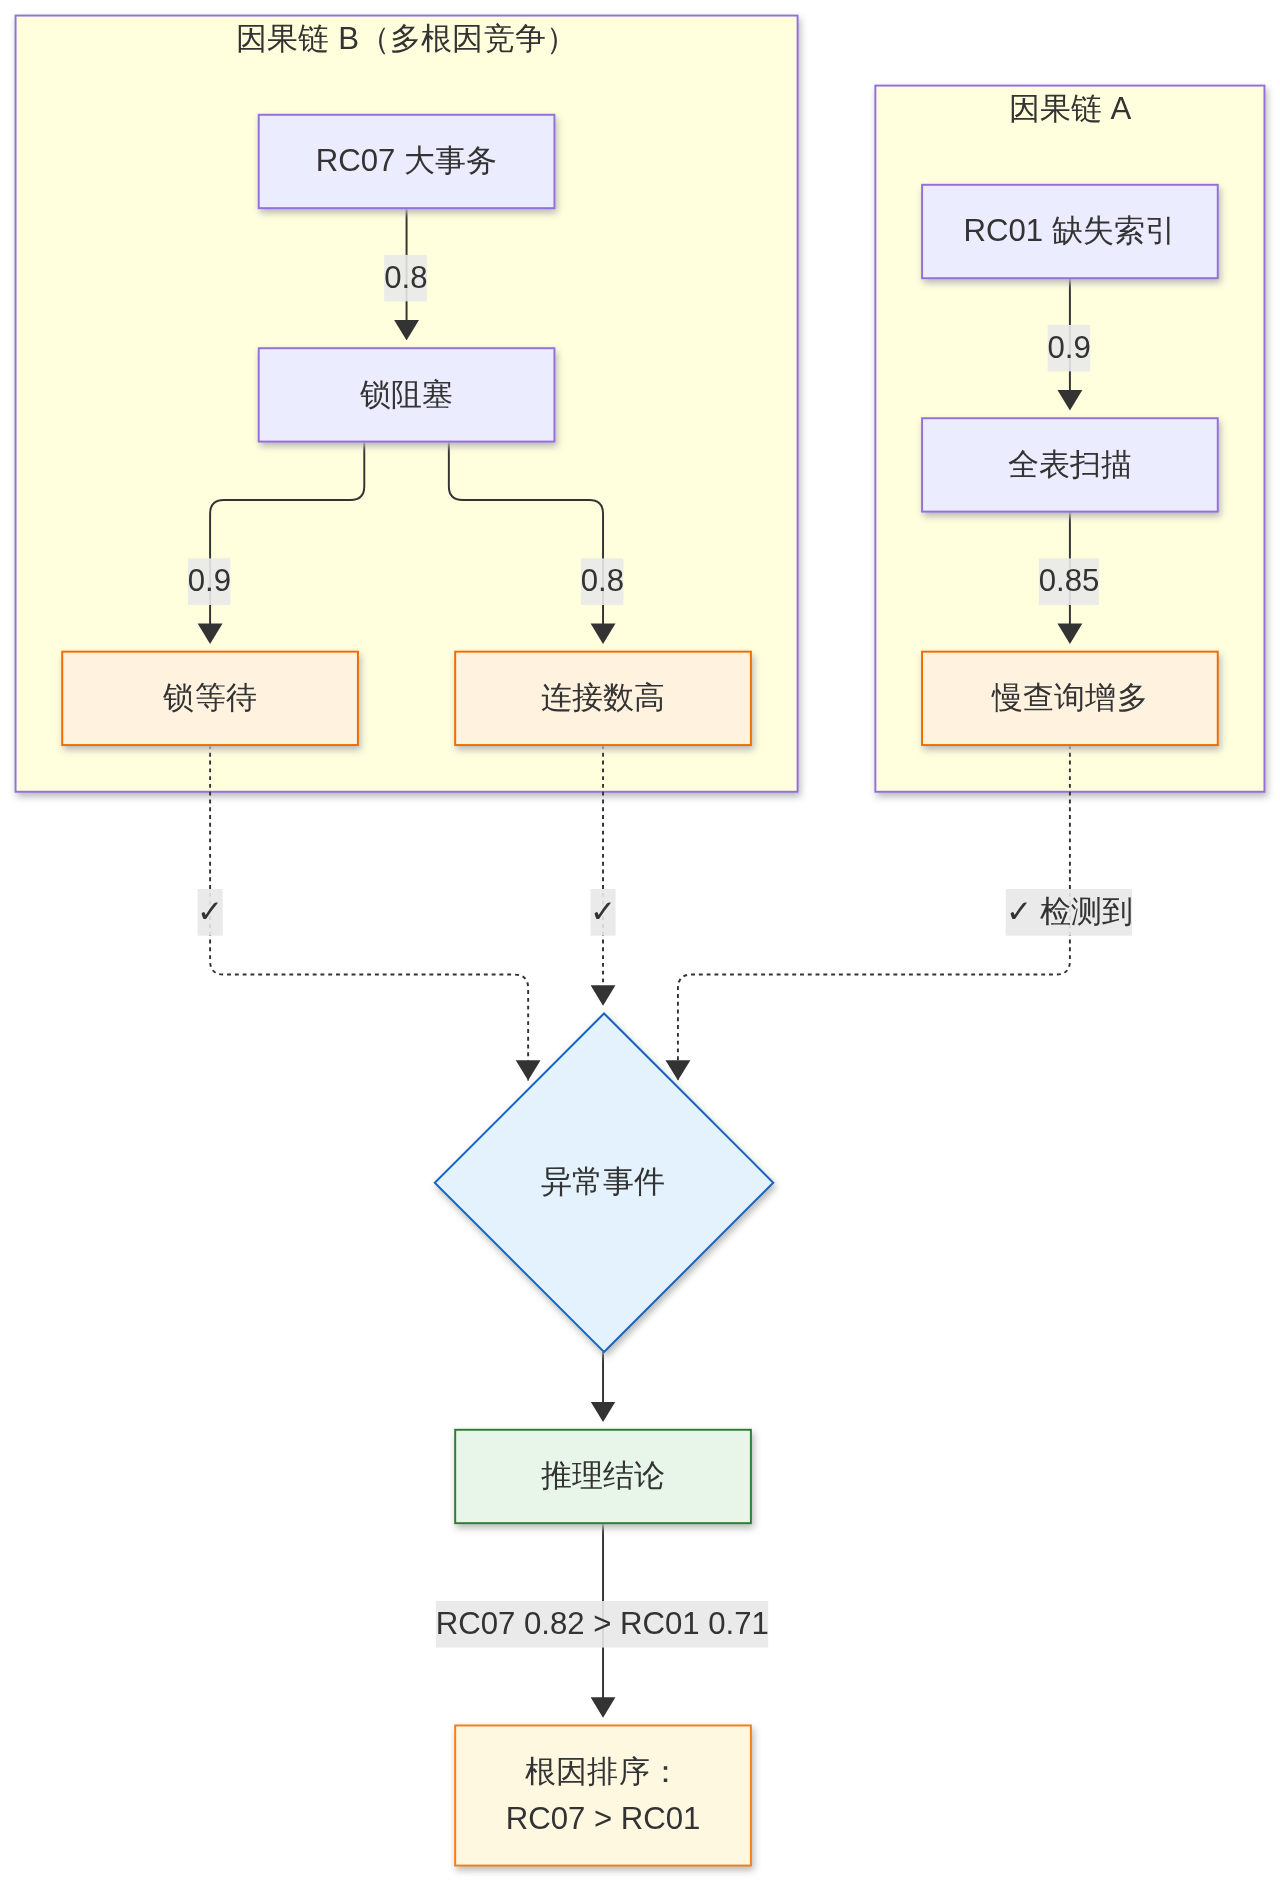 因果链 B（多根因竞争）
RC07 大事务
0.8
锁阻塞
0.9
0.8
锁等待
连接数高
因果链 A
RC01 缺失索引
0.9
全表扫描
0.85
慢查询增多
✓
✓
✓ 检测到
异常事件
推理结论
RC07 0.82 > RC01 0.71
根因排序：
RC07 > RC01